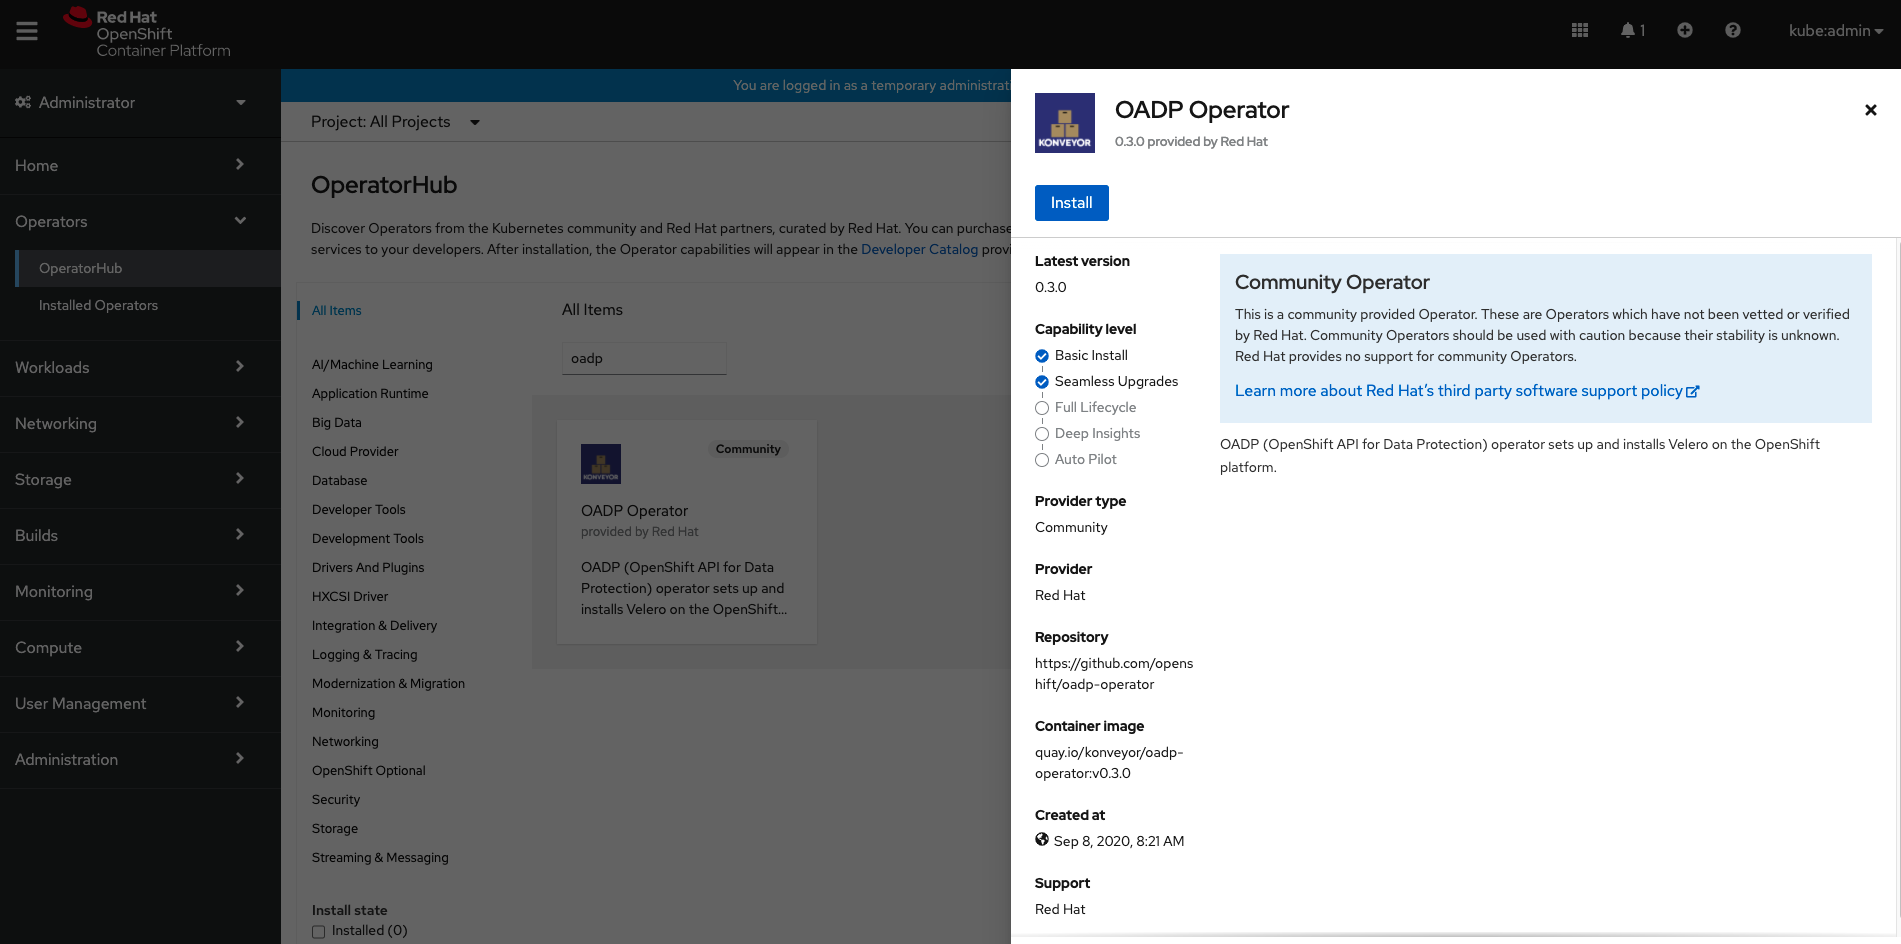 Red Hat
OpenShift
Container Platform
1
kube:admin
Administrator
Home
Operators
OperatorHub
Installed Operators
Workloads
Networking
Storage
Builds
Monitoring
Compute
User Management
Administration
You are logged in as a temporary administrati
Project: All Projects
OperatorHub
Discover Operators from the Kubernetes community and Red Hat partners, curated by Red Hat. You can purchase
services to your developers. After installation, the Operator capabilities will appear in the Developer Catalog provi
All Items
AI/Machine Learning
Application Runtime
Big Data
Cloud Provider
Database
Developer Tools
Development Tools
Drivers And Plugins
HXCSI Driver
Integration & Delivery
Logging & Tracing
Modernization & Migration
Monitoring
Networking
OpenShift Optional
Security
Storage
Streaming & Messaging
Install state
Installed (0)
All Items
oadp
KONVEYOR
Community
OADP Operator
provided by Red Hat
OADP (OpenShift API for Data
Protection) operator sets up and
installs Velero on the OpenShift...
KONVEYOR
OADP Operator
0.3.0 provided by Red Hat
Install
Latest version
0.3.0
Capability level
Basic Install
Seamless Upgrades
Full Lifecycle
Deep Insights
Auto Pilot
Provider type
Community
Provider
Red Hat
Repository
https://github.com/opens
hift/oadp-operator
Container image
quay.io/konveyor/oadp-
operator:v0.3.0
Created at
Sep 8, 2020, 8:21 AM
Support
Red Hat
Community Operator
This is a community provided Operator. These are Operators which have not been vetted or verified
by Red Hat. Community Operators should be used with caution because their stability is unknown.
Red Hat provides no support for community Operators.
Learn more about Red Hat's third party software support policy
OADP (OpenShift API for Data Protection) operator sets up and installs Velero on the OpenShift
platform.